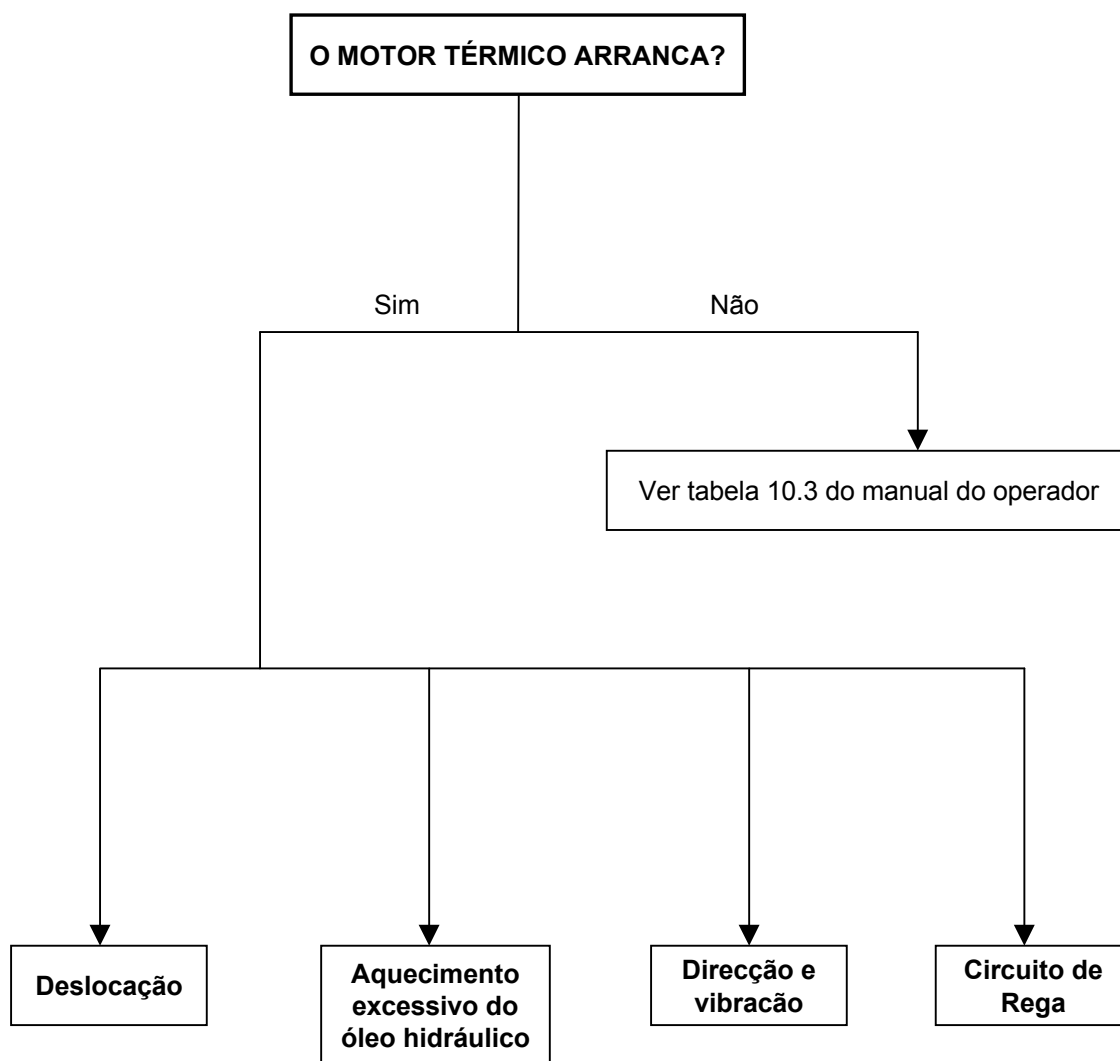 O MOTOR TÉRMICO ARRANCA?
Sim
Não
Ver tabela 10.3 do manual do operador
Deslocação
Aquecimento
excessivo do
óleo hidráulico
Direcção e
vibracão
Circuito de
Rega